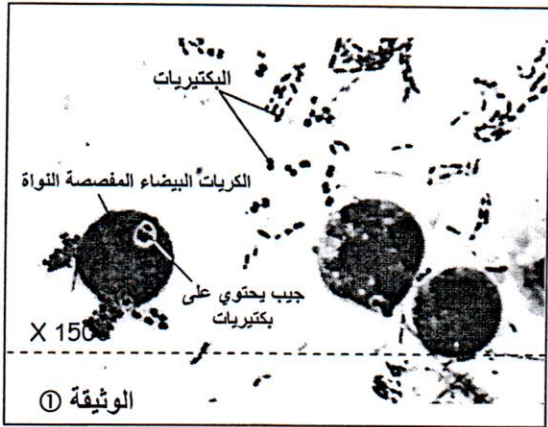 البكتيريات
الكريات البيضاء المفصصة النواة
جيب يحتوي على
بكتيريات
X 1500
الوثيقة ①